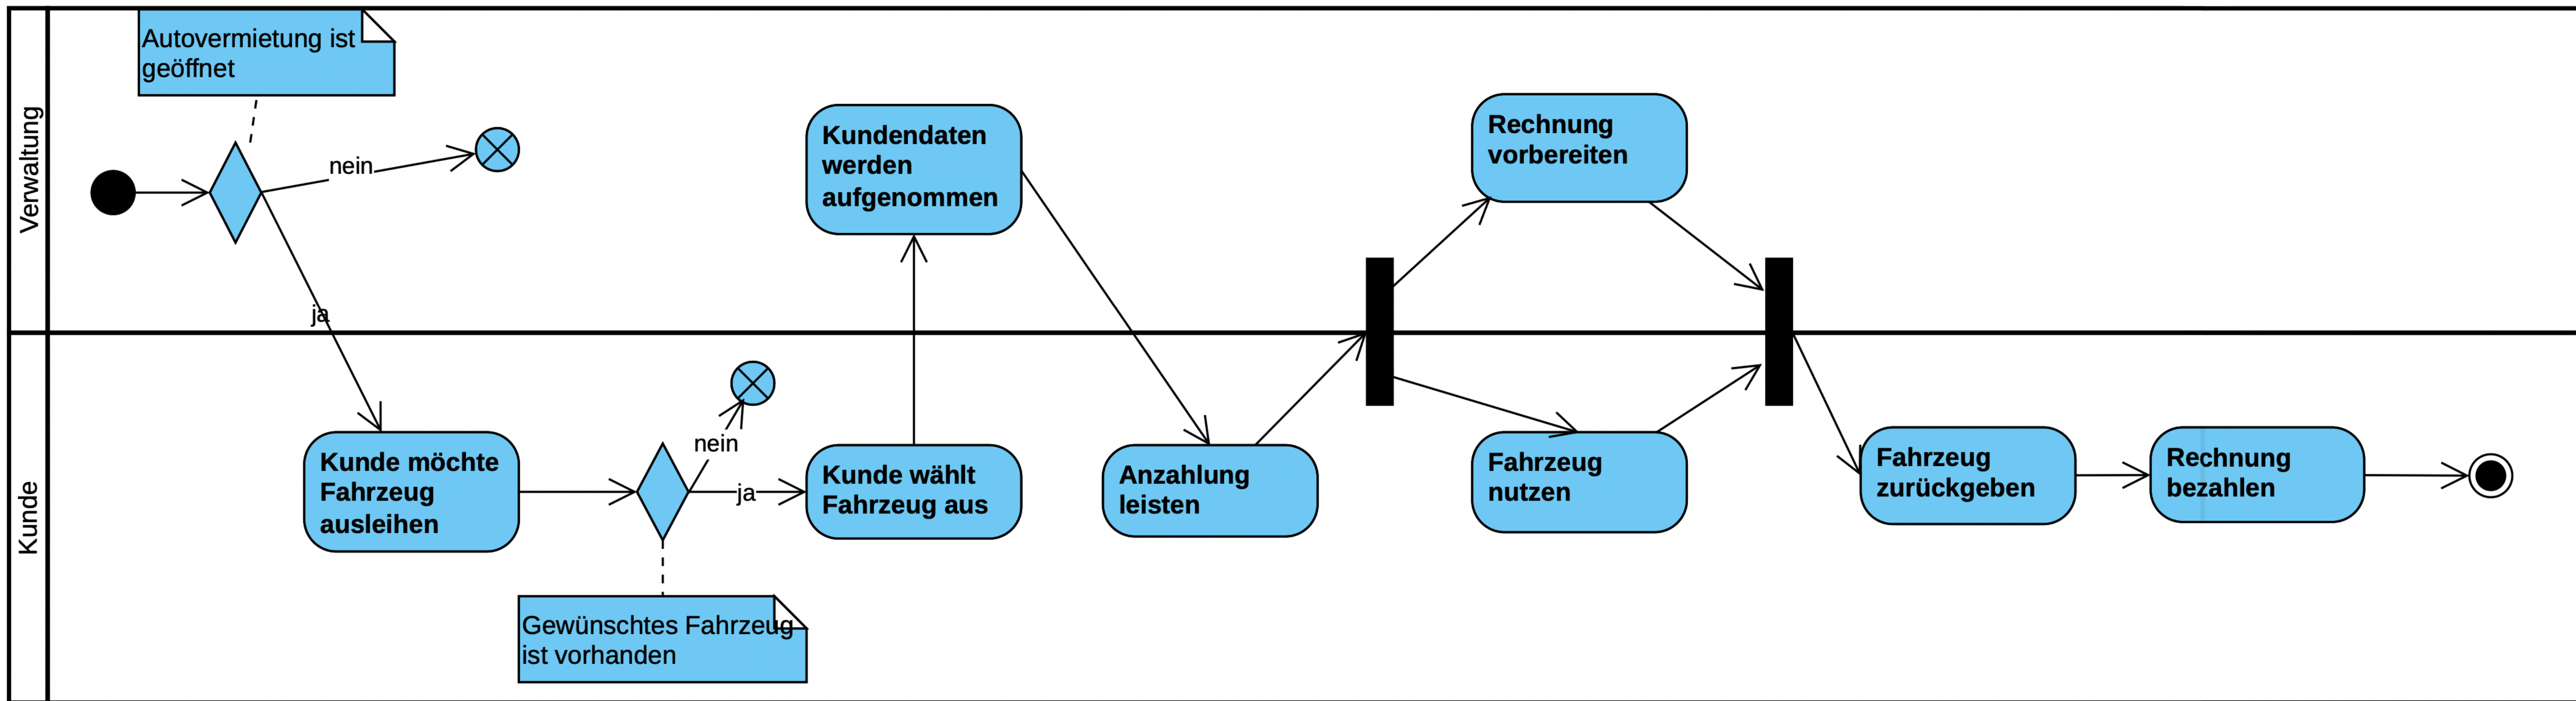 Verwaltung
Autovermietung ist
geöffnet
nein
ja
Kundendaten
werden
aufgenommen
Rechnung
vorbereiten
Kunde
Kunde möchte
Fahrzeug
ausleihen
nein
ja
Gewünschtes Fahrzeug
ist vorhanden
Kunde wählt
Fahrzeug aus
Anzahlung
leisten
Fahrzeug
nutzen
Fahrzeug
zurückgeben
Rechnung
bezahlen